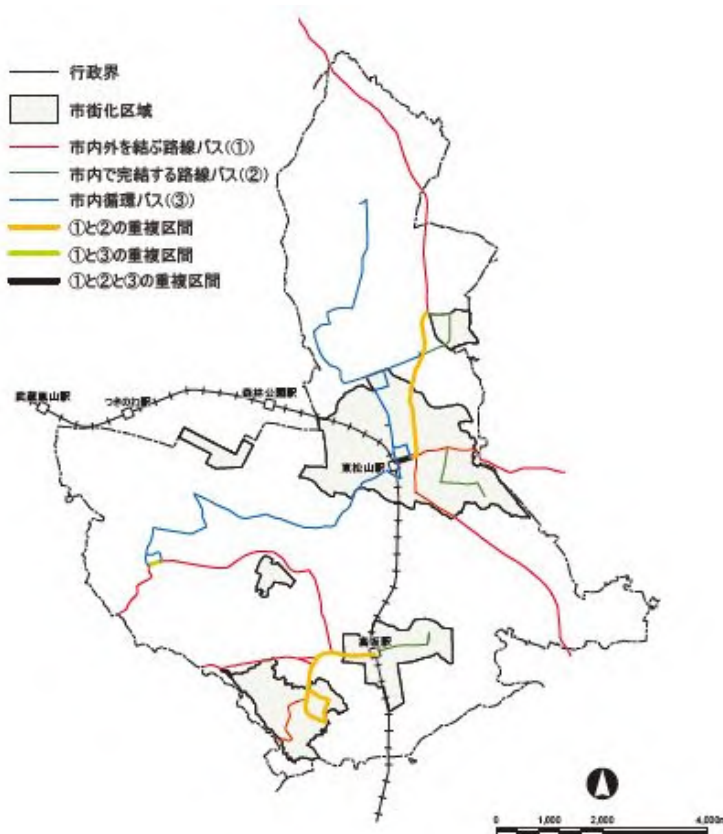 行政界
市街化区域
市内外を結ぶ路線バス(①)
市内で完結する路線バス(②)
市内循環バス(③)
①と②の重複区間
①と③の重複区間
①と②と③の重複区間
武蔵嵐山駅
つきのわ駅
森林公園駅
東松山駅
高坂駅
0 1,000 2,000 4,000m